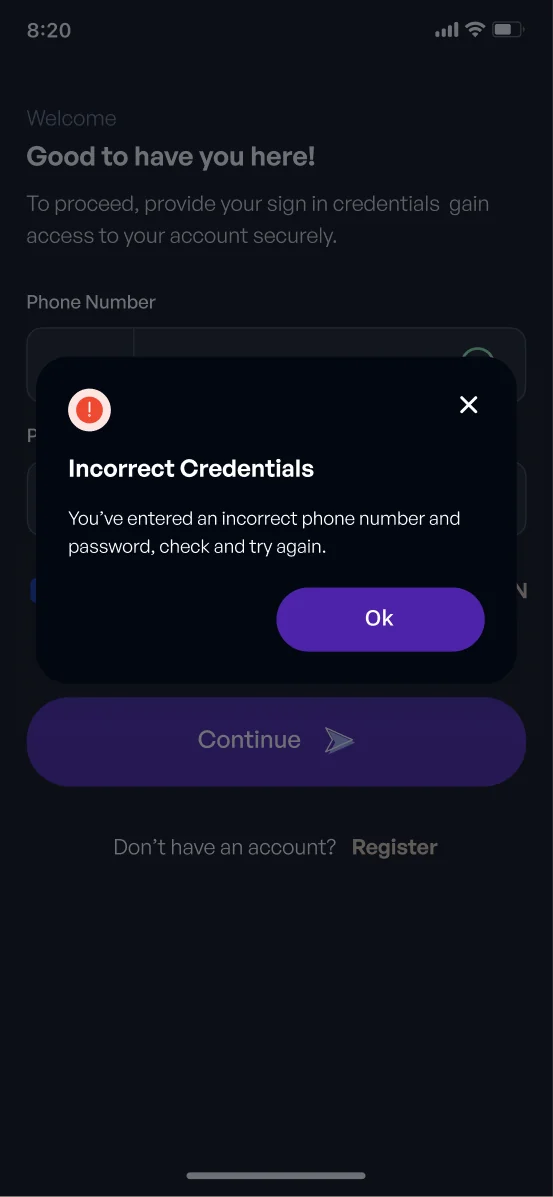 8:20
Welcome
Good to have you here!
To proceed, provide your sign in credentials  gain
access to your account securely.
Phone Number
!
Incorrect Credentials
You’ve entered an incorrect phone number and
password, check and try again.
Ok
Continue
Don’t have an account? Register